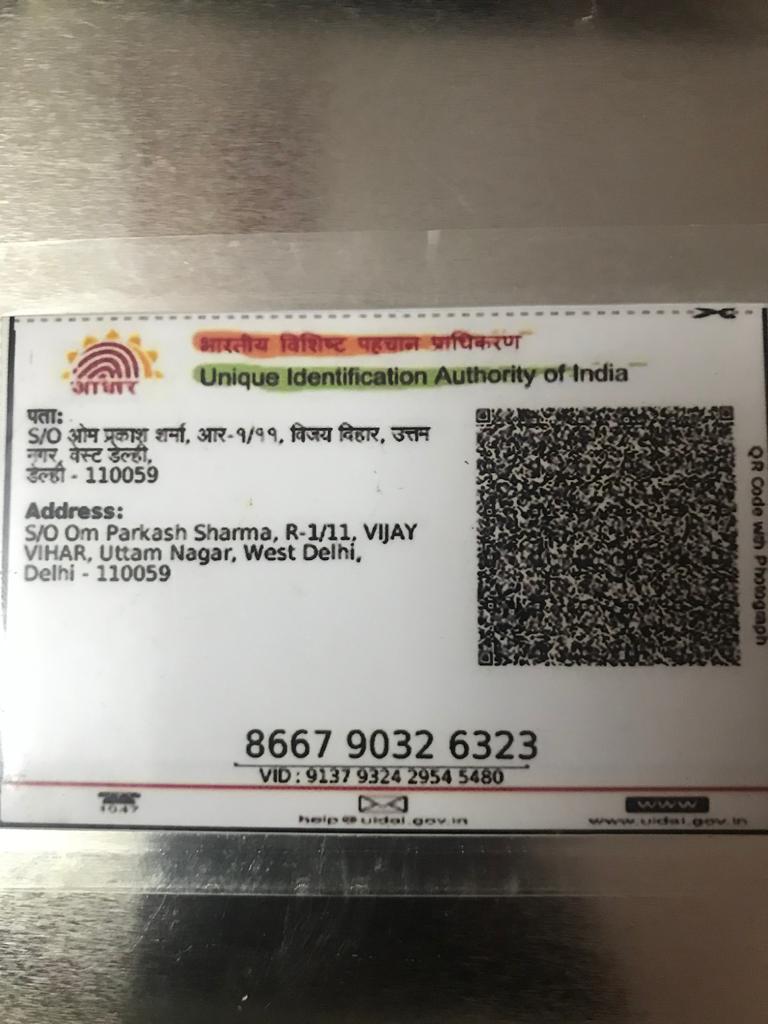 भारतीय विशिष्ट पहचान प्राधिकरण
Unique Identification Authority of India
आधार
पता:
S/O ओम प्रकाश शर्मा, आर-१/११, विजय विहार, उत्तम
नगर, वेस्ट डेल्ही,
डेल्ही - 110059
Address:
S/O Om Parkash Sharma, R-1/11, VIJAY
VIHAR, Uttam Nagar, West Delhi,
Delhi - 110059
QR Code with Photograph
8667 9032 6323
VID : 9137 9324 2954 5480
1947
help@uidai.gov.in
www
www.uidai.gov.in